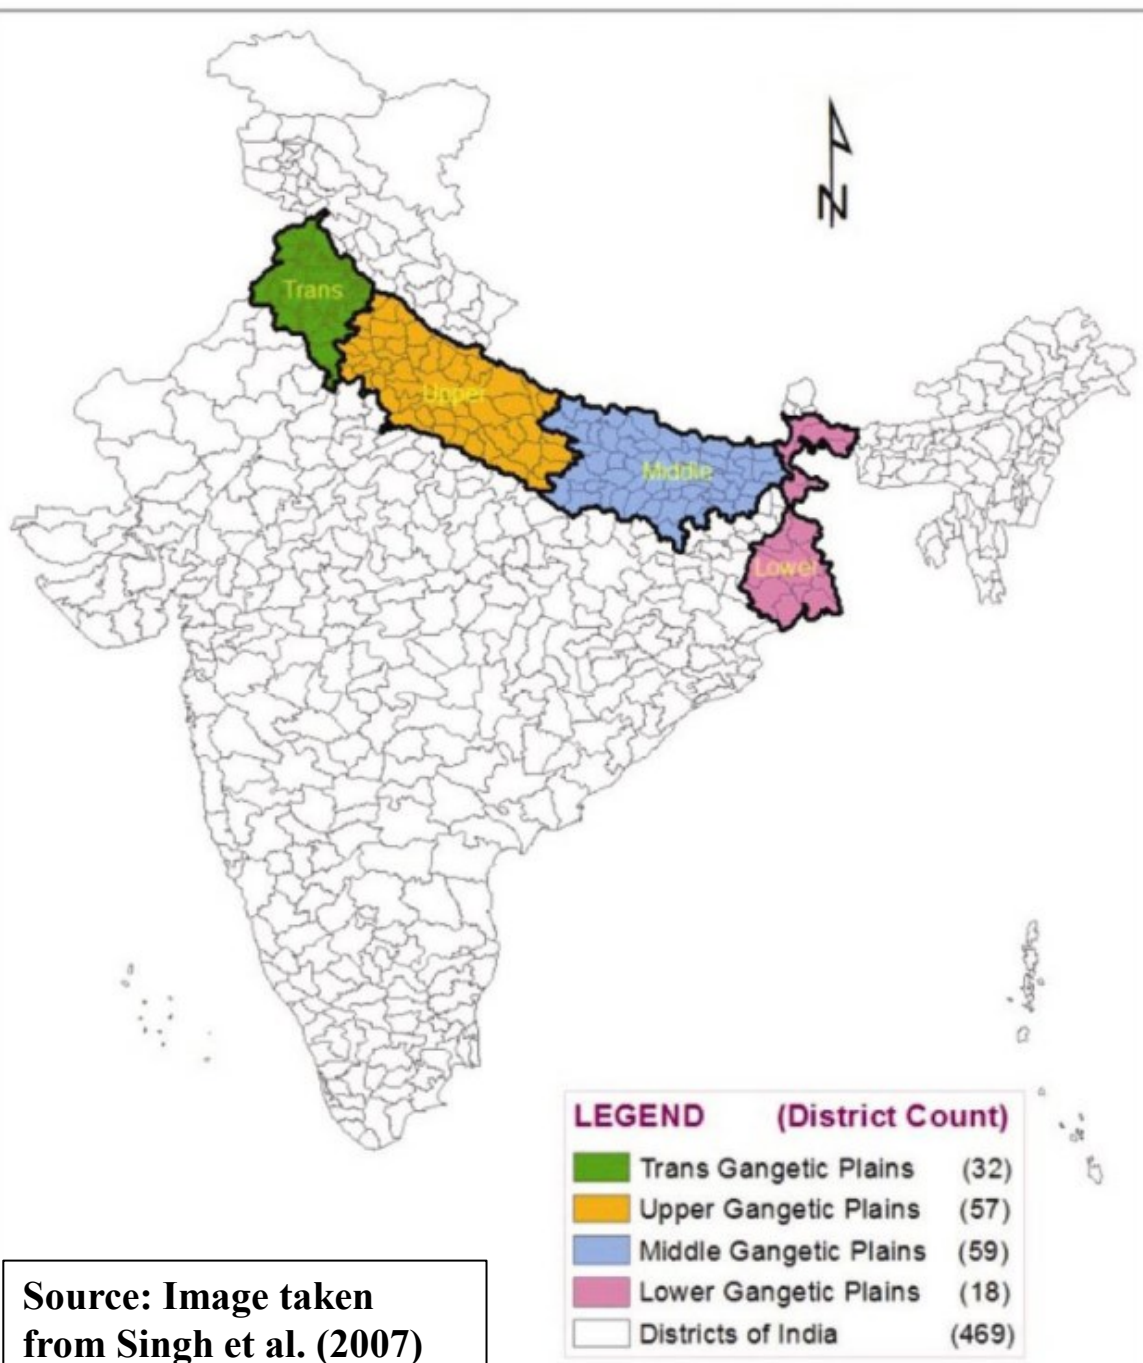 N
Trans
Upper
Middle
Lower
LEGEND (District Count)
Trans Gangetic Plains (32)
Upper Gangetic Plains (57)
Middle Gangetic Plains (59)
Lower Gangetic Plains (18)
Districts of India (469)
Source: Image taken
from Singh et al. (2007)